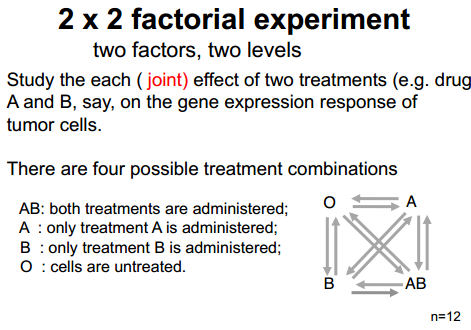 2 x 2 factorial experiment
two factors, two levels
Study the each ( joint) effect of two treatments (e.g. drug
A and B, say, on the gene expression response of
tumor cells.
There are four possible treatment combinations
AB: both treatments are administered;
A : only treatment A is administered;
B : only treatment B is administered;
O : cells are untreated.
O A
B AB
n=12